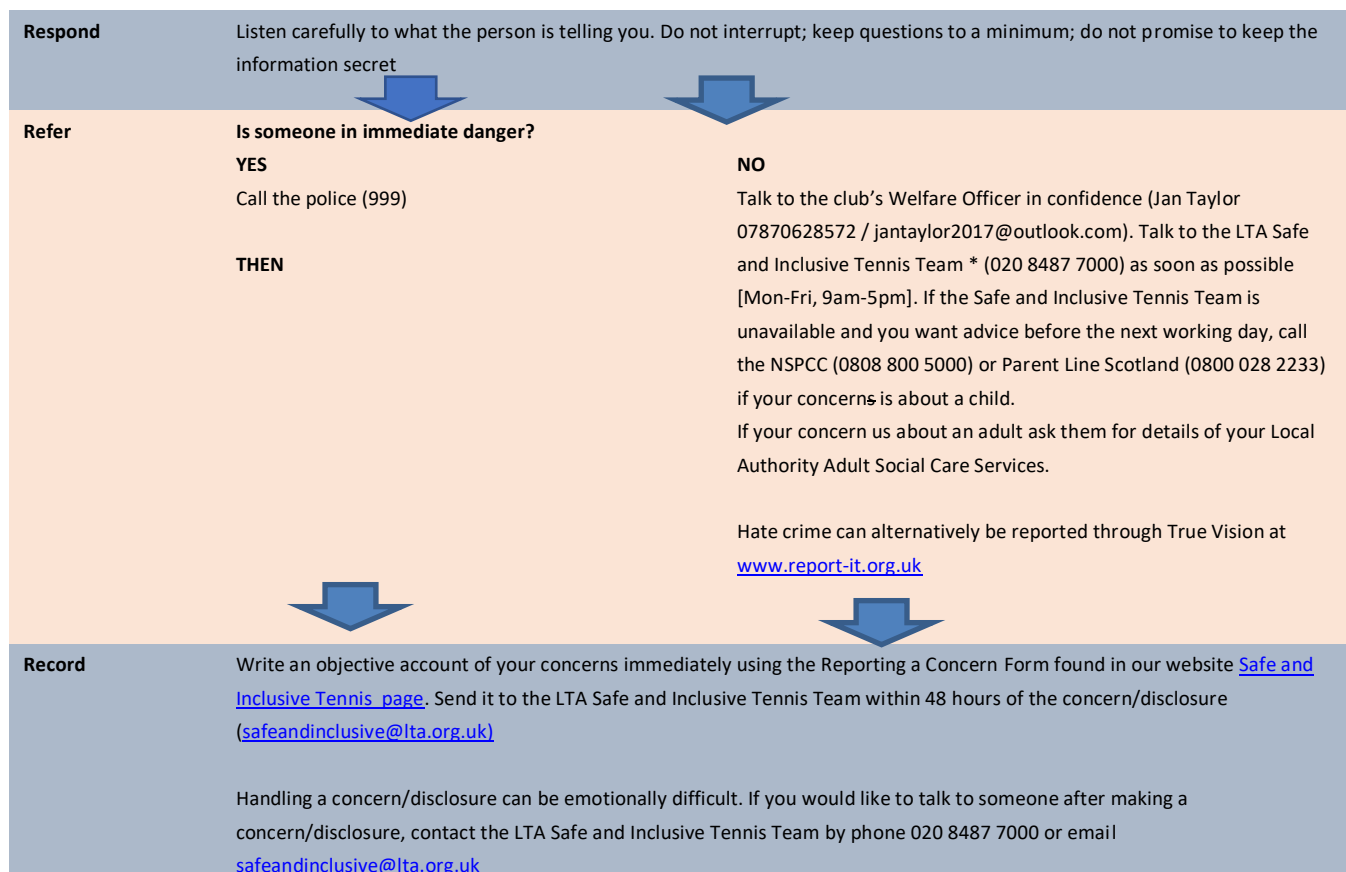 Respond
Listen carefully to what the person is telling you. Do not interrupt; keep questions to a minimum; do not promise to keep the
information secret
Refer
Is someone in immediate danger?
YES
Call the police (999)
THEN
NO
Talk to the club’s Welfare Officer in confidence (Jan Taylor
07870628572 / jantaylor2017@outlook.com). Talk to the LTA Safe
and Inclusive Tennis Team * (020 8487 7000) as soon as possible
[Mon-Fri, 9am-5pm]. If the Safe and Inclusive Tennis Team is
unavailable and you want advice before the next working day, call
the NSPCC (0808 800 5000) or Parent Line Scotland (0800 028 2233)
if your concerns is about a child.
If your concern us about an adult ask them for details of your Local
Authority Adult Social Care Services.
Hate crime can alternatively be reported through True Vision at
www.report-it.org.uk
Record
Write an objective account of your concerns immediately using the Reporting a Concern Form found in our website Safe and
Inclusive Tennis page. Send it to the LTA Safe and Inclusive Tennis Team within 48 hours of the concern/disclosure
(safeandinclusive@lta.org.uk)
Handling a concern/disclosure can be emotionally difficult. If you would like to talk to someone after making a
concern/disclosure, contact the LTA Safe and Inclusive Tennis Team by phone 020 8487 7000 or email
safeandinclusive@lta.org.uk